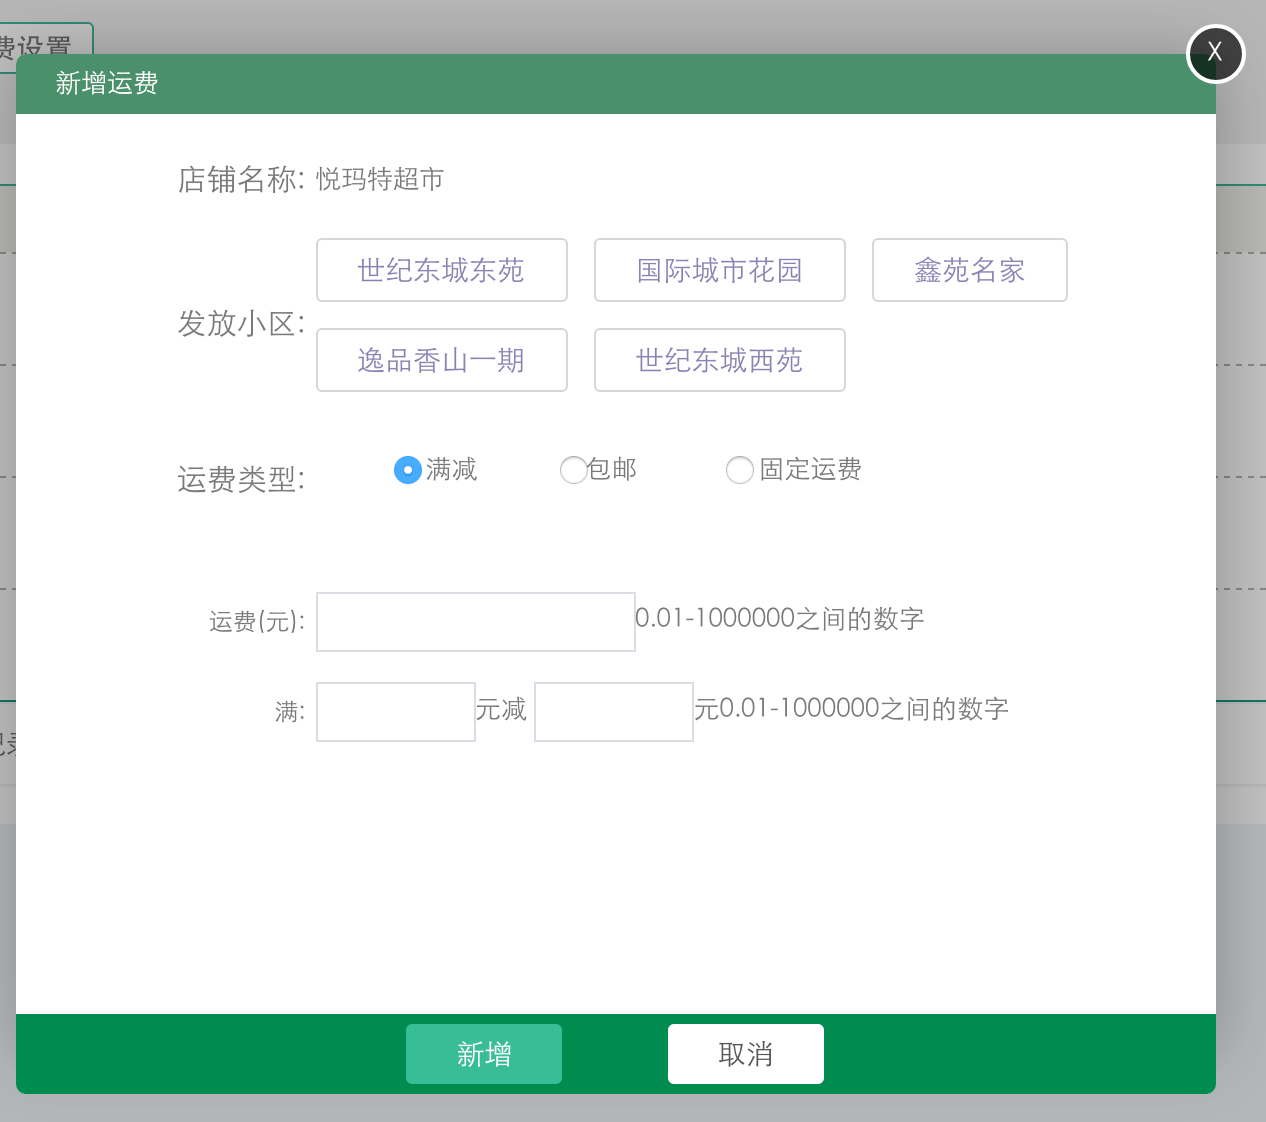 费设置
X
新增运费
店铺名称: 悦玛特超市
世纪东城东苑 国际城市花园 鑫苑名家
发放小区:
逸品香山一期 世纪东城西苑
运费类型: 满减 包邮 固定运费
运费(元): 0.01-1000000之间的数字
满: 元减 元0.01-1000000之间的数字
新增 取消